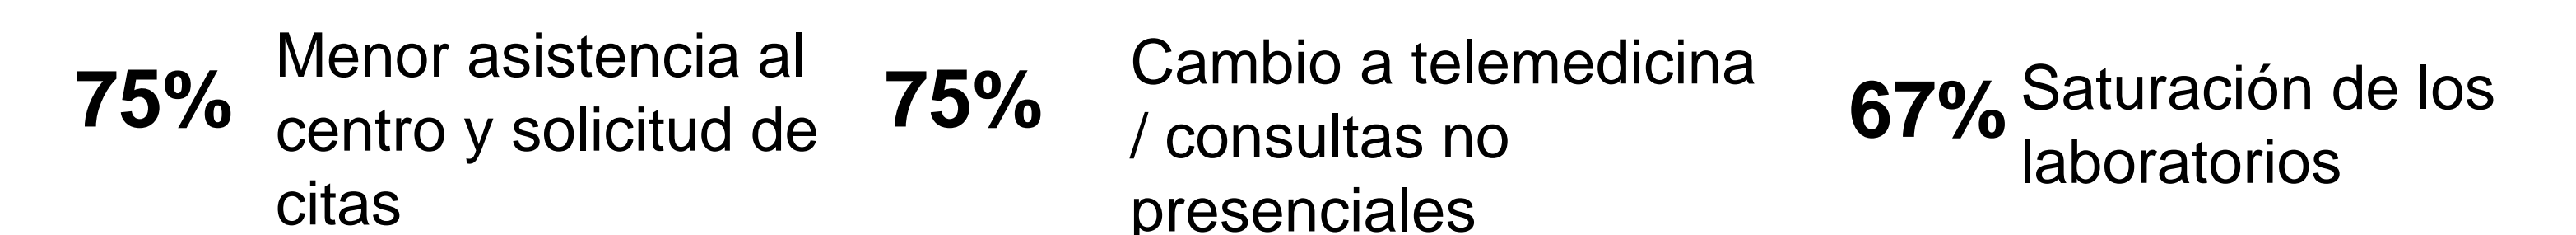 75%
Menor asistencia al
centro y solicitud de
citas
75%
Cambio a telemedicina
/ consultas no
presenciales
67%
Saturación de los
laboratorios